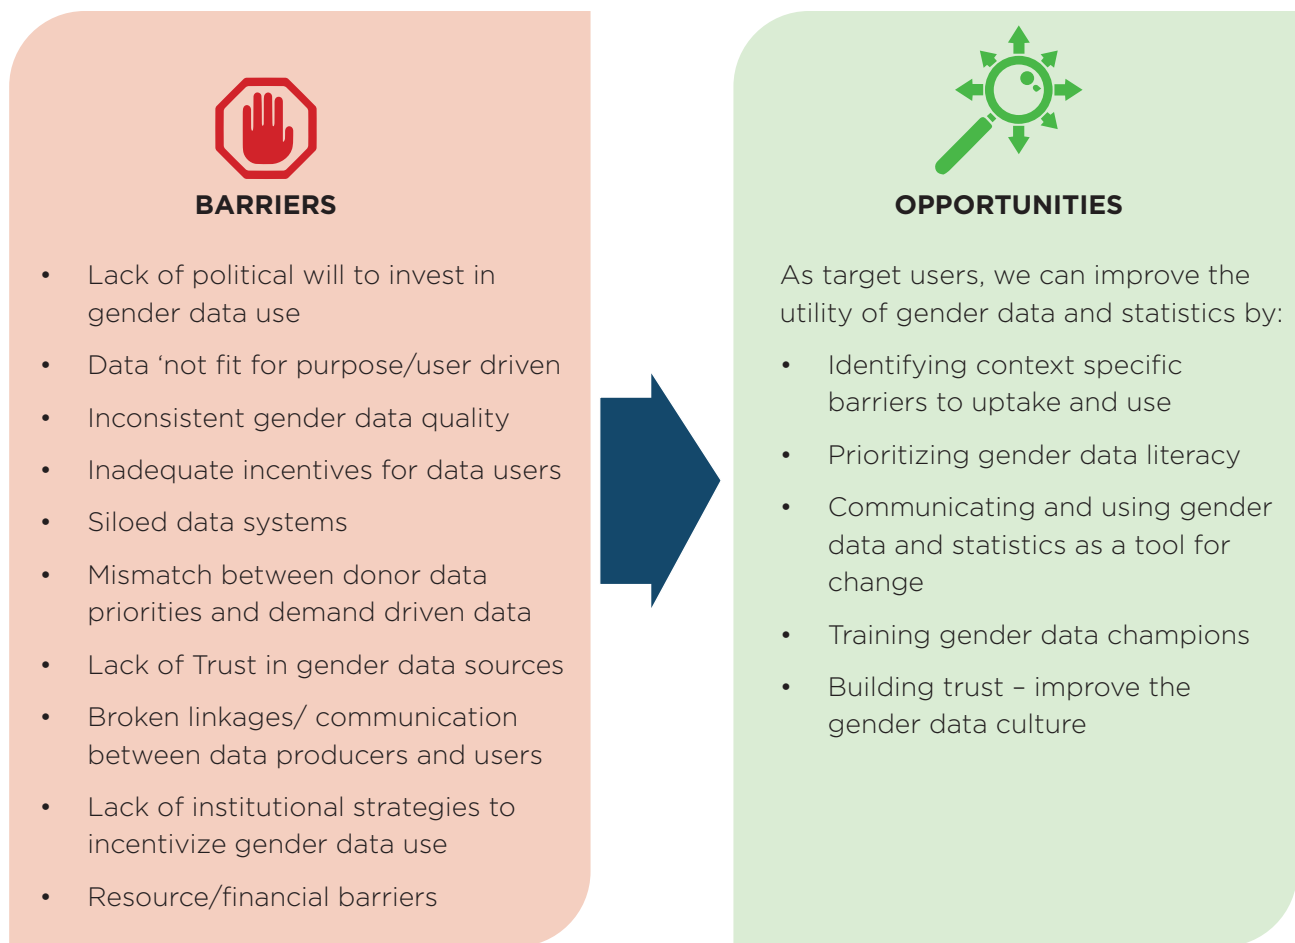 BARRIERS
• Lack of political will to invest in
gender data use
• Data ‘not fit for purpose/user driven
• Inconsistent gender data quality
• Inadequate incentives for data users
• Siloed data systems
• Mismatch between donor data
priorities and demand driven data
• Lack of Trust in gender data sources
• Broken linkages/ communication
between data producers and users
• Lack of institutional strategies to
incentivize gender data use
• Resource/financial barriers
OPPORTUNITIES
As target users, we can improve the
utility of gender data and statistics by:
• Identifying context specific
barriers to uptake and use
• Prioritizing gender data literacy
• Communicating and using gender
data and statistics as a tool for
change
• Training gender data champions
• Building trust – improve the
gender data culture